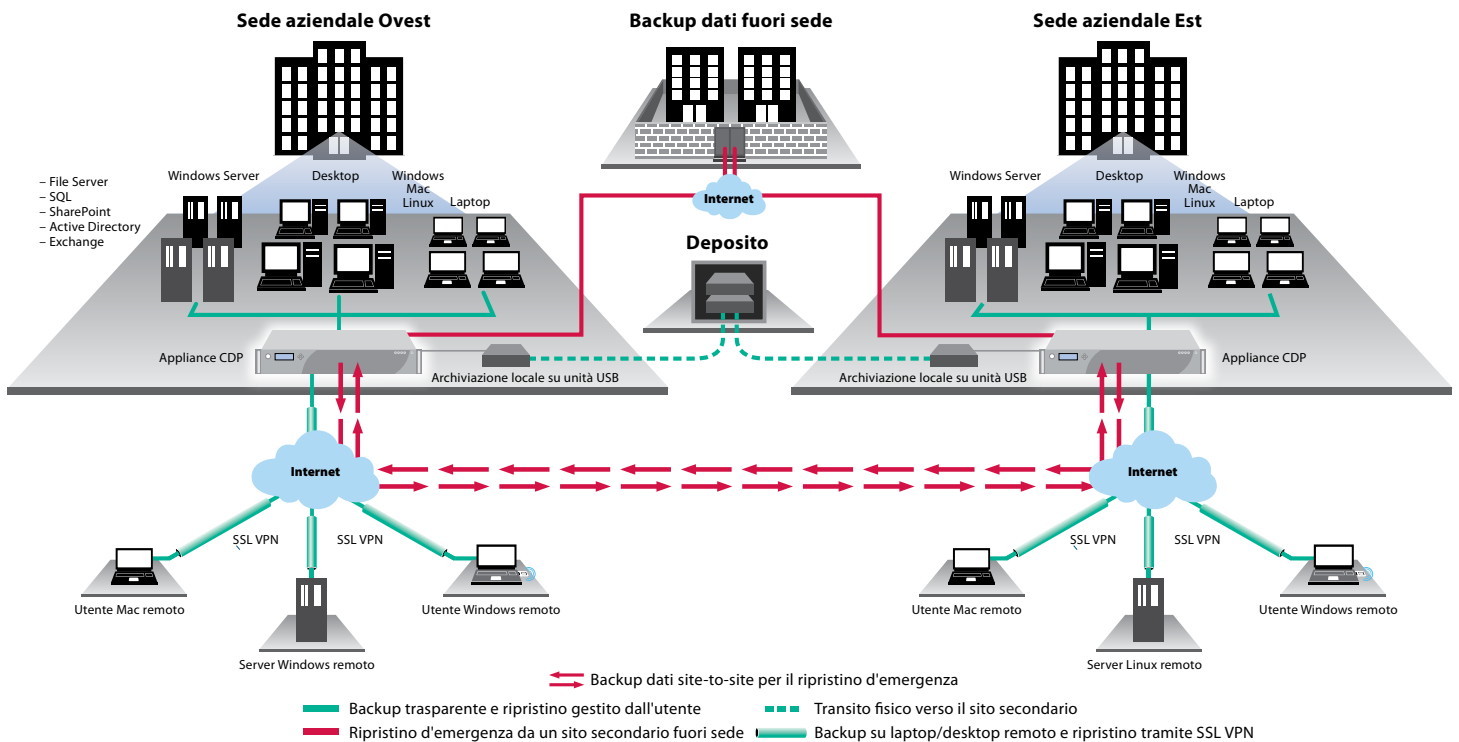 Sede aziendale Ovest
Backup dati fuori sede
Sede aziendale Est
– File Server
– SQL
– SharePoint
– Active Directory
– Exchange
Windows Server
Desktop
Windows
Mac
Linux
Laptop
Internet
Windows Server
Desktop
Windows
Mac
Linux
Laptop
Deposito
Appliance CDP
Archiviazione locale su unità USB
Archiviazione locale su unità USB
Appliance CDP
Internet
Internet
SSL VPN
SSL VPN
SSL VPN
SSL VPN
Utente Mac remoto
Utente Windows remoto
Utente Mac remoto
Utente Windows remoto
Server Windows remoto
Server Linux remoto
Backup dati site-to-site per il ripristino d'emergenza
Backup trasparente e ripristino gestito dall'utente
Transito fisico verso il sito secondario
Ripristino d'emergenza da un sito secondario fuori sede
Backup su laptop/desktop remoto e ripristino tramite SSL VPN